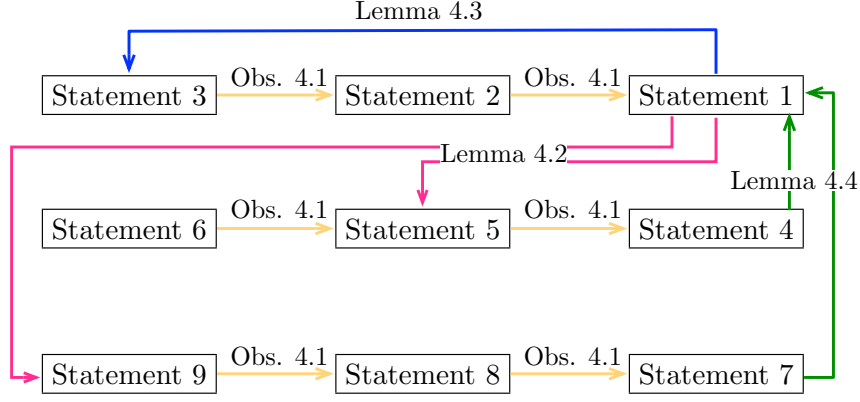 Lemma 4.3
Statement 3 Obs. 4.1 Statement 2 Obs. 4.1 Statement 1
Lemma 4.2
Lemma 4.4
Statement 6 Obs. 4.1 Statement 5 Obs. 4.1 Statement 4
Statement 9 Obs. 4.1 Statement 8 Obs. 4.1 Statement 7